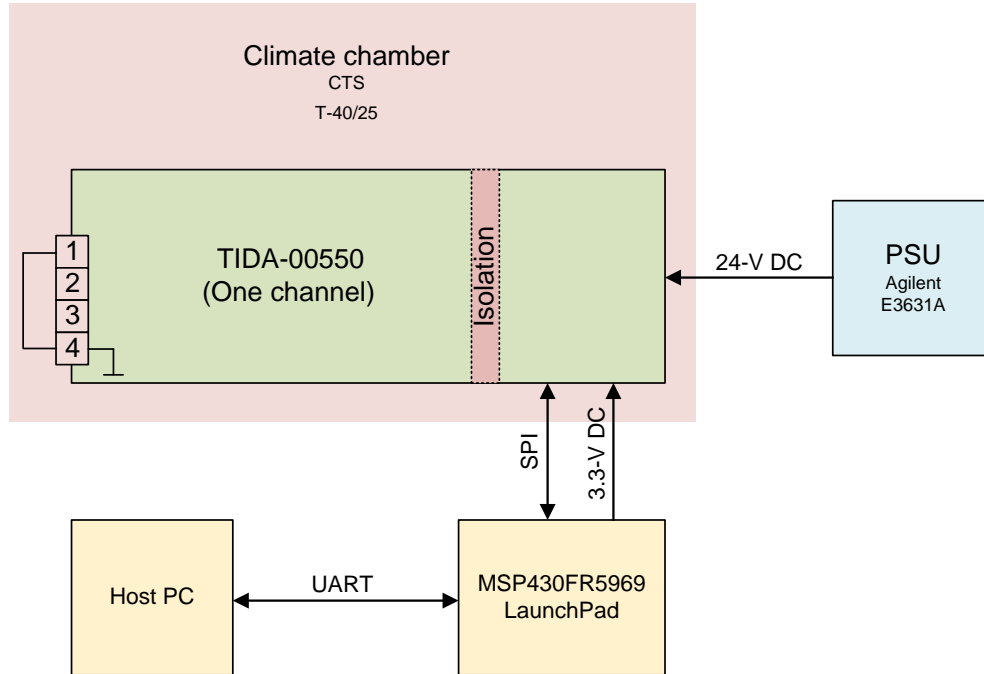 Climate chamber
CTS
T-40/25
1
2
3
4
TIDA-00550
(One channel)
Isolation
24-V DC
PSU
Agilent
E3631A
SPI
3.3-V DC
Host PC
UART
MSP430FR5969
LaunchPad